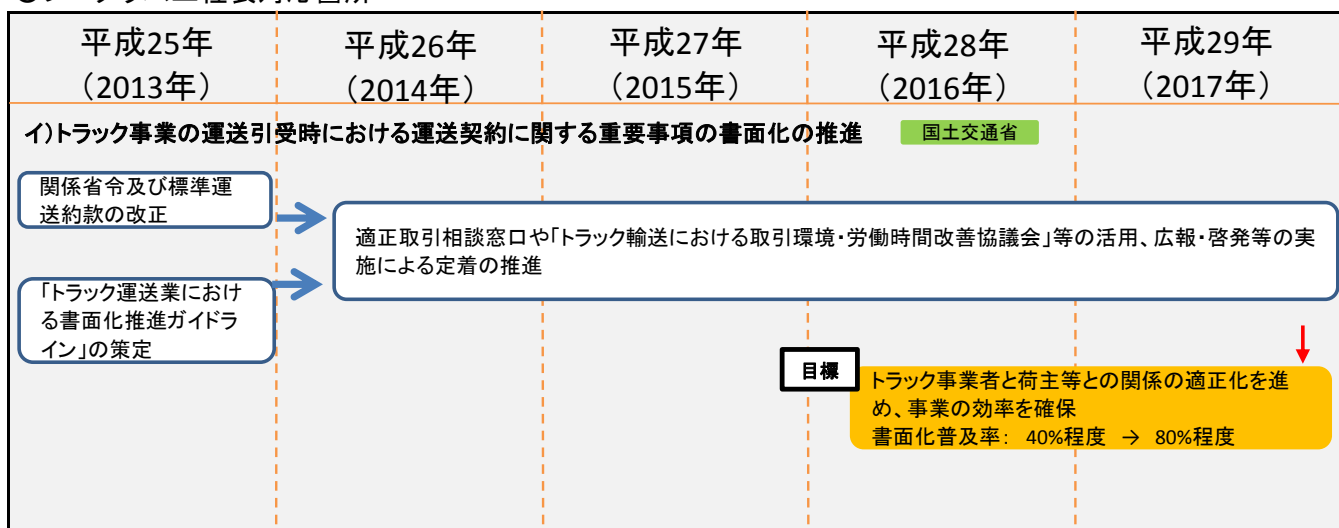 平成25年
(2013年)
平成26年
(2014年)
平成27年
(2015年)
平成28年
(2016年)
平成29年
(2017年)
イ)トラック事業の運送引受時における運送契約に関する重要事項の書面化の推進
国土交通省
関係省令及び標準運
送約款の改正
適正取引相談窓口や「トラック輸送における取引環境・労働時間改善協議会」等の活用、広報・啓発等の実
施による定着の推進
「トラック運送業におけ
る書面化推進ガイドラ
イン」の策定
目標
トラック事業者と荷主等との関係の適正化を進
め、事業の効率を確保
書面化普及率: 40%程度 → 80%程度